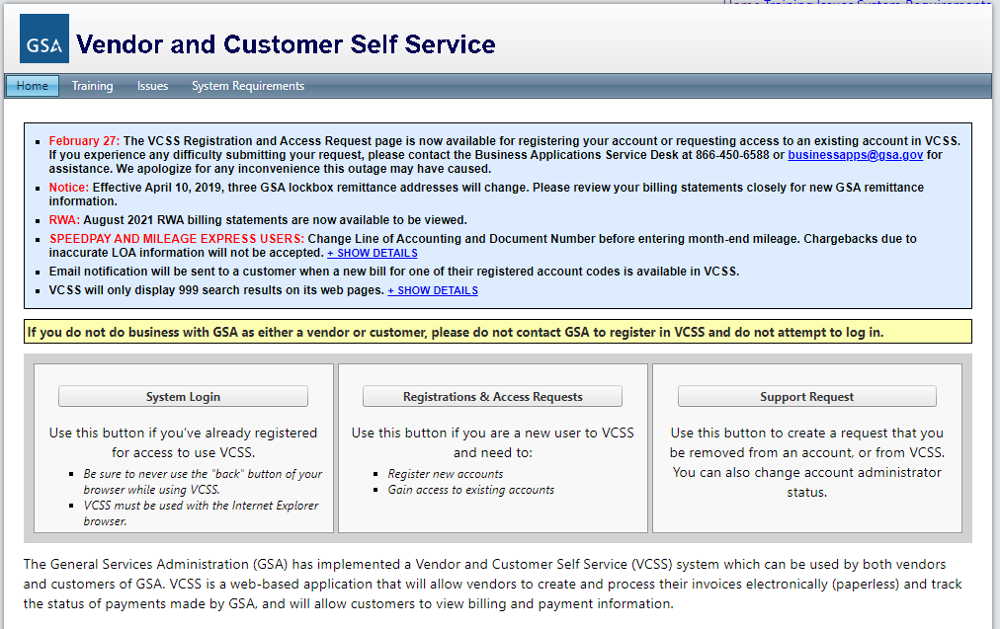 Home Training Issues System Requirements
GSA
Vendor and Customer Self Service
Home Training Issues System Requirements
February 27: The VCSS Registration and Access Request page is now available for registering your account or requesting access to an existing account in VCSS.
If you experience any difficulty submitting your request, please contact the Business Applications Service Desk at 866-450-6588 or businessapps@gsa.gov for
assistance. We apologize for any inconvenience this outage may have caused.
Notice: Effective April 10, 2019, three GSA lockbox remittance addresses will change. Please review your billing statements closely for new GSA remittance
information.
RWA: August 2021 RWA billing statements are now available to be viewed.
SPEEDPAY AND MILEAGE EXPRESS USERS: Change Line of Accounting and Document Number before entering month-end mileage. Chargebacks due to
inaccurate LOA information will not be accepted. + SHOW DETAILS
Email notification will be sent to a customer when a new bill for one of their registered account codes is available in VCSS.
VCSS will only display 999 search results on its web pages. + SHOW DETAILS
If you do not do business with GSA as either a vendor or customer, please do not contact GSA to register in VCSS and do not attempt to log in.
System Login
Use this button if you've already registered
for access to use VCSS.
Be sure to never use the "back" button of your
browser while using VCSS.
VCSS must be used with the Internet Explorer
browser.
Registrations & Access Requests
Use this button if you are a new user to VCSS
and need to:
Register new accounts
Gain access to existing accounts
Support Request
Use this button to create a request that you
be removed from an account, or from VCSS.
You can also change account administrator
status.
The General Services Administration (GSA) has implemented a Vendor and Customer Self Service (VCSS) system which can be used by both vendors
and customers of GSA. VCSS is a web-based application that will allow vendors to create and process their invoices electronically (paperless) and track
the status of payments made by GSA, and will allow customers to view billing and payment information.